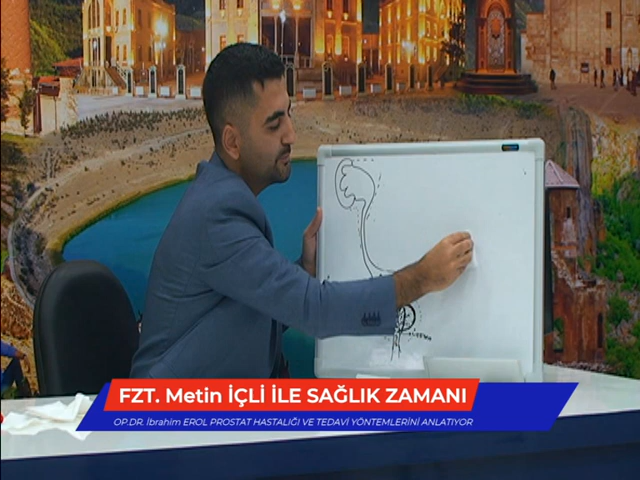 FZT. Metin İÇLİ İLE SAĞLIK ZAMANI
OP.DR. İbrahim EROL PROSTAT HASTALIĞI VE TEDAVİ YÖNTEMLERİNİ ANLATIYOR